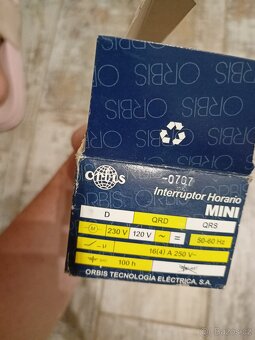 ORBIS
ORBIS
ORBIS
ORBIS
-0707
Interruptor Horario
MINI
D QRD QRS
230 V 120 V ~ = 50-60 Hz
16(4) A 250 V~
100 h
ORBIS TECNOLOGÍA ELÉCTRICA, S.A.